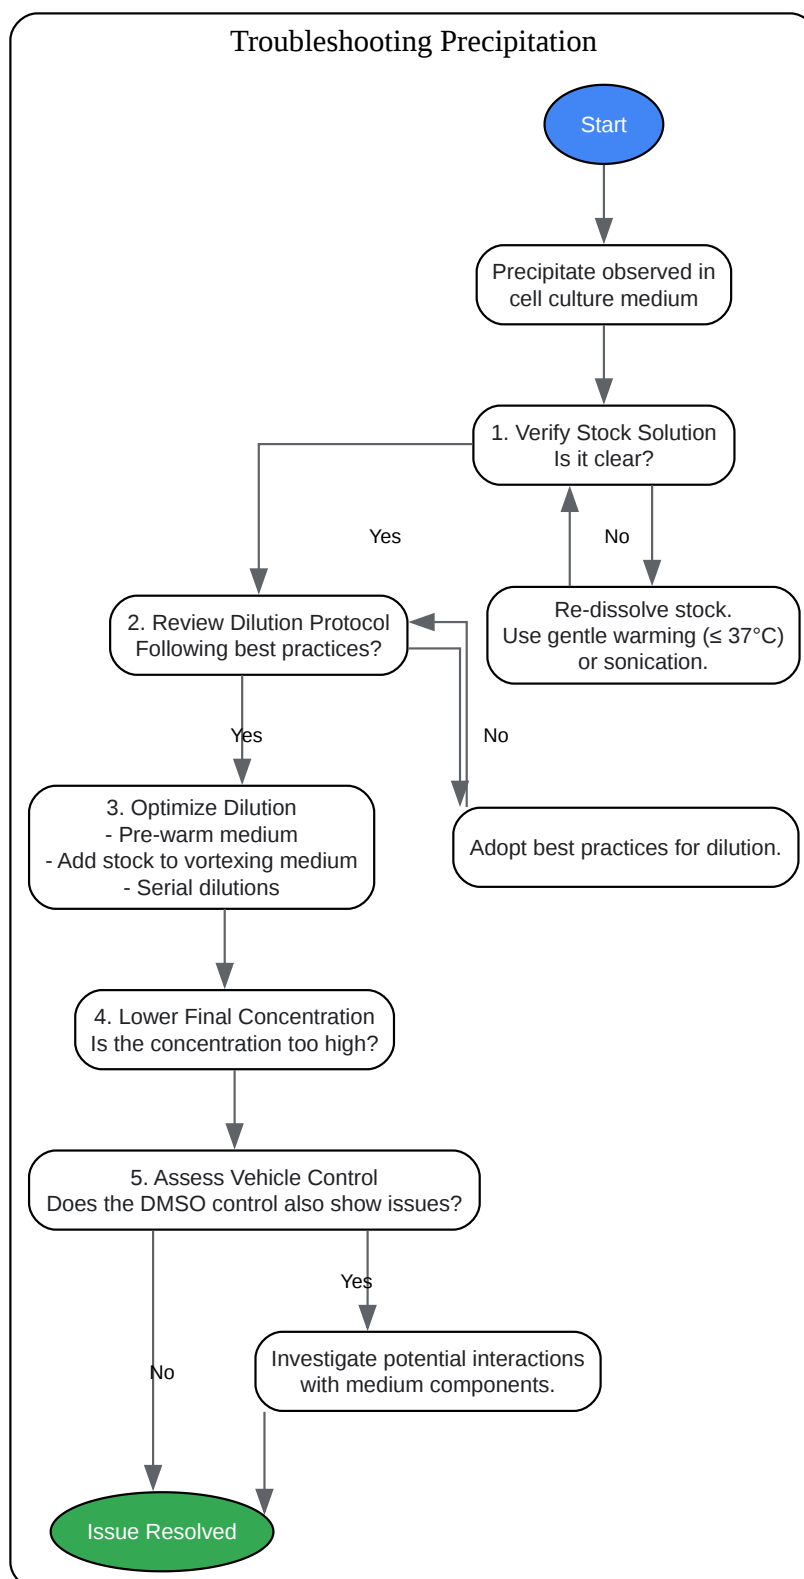 Troubleshooting Precipitation
Start
Precipitate observed in
cell culture medium
1. Verify Stock Solution
Is it clear?
Yes
No
Re-dissolve stock.
Use gentle warming (≤ 37°C)
or sonication.
2. Review Dilution Protocol
Following best practices?
Yes
No
3. Optimize Dilution
- Pre-warm medium
- Add stock to vortexing medium
- Serial dilutions
Adopt best practices for dilution.
4. Lower Final Concentration
Is the concentration too high?
5. Assess Vehicle Control
Does the DMSO control also show issues?
Yes
No
Investigate potential interactions
with medium components.
Issue Resolved